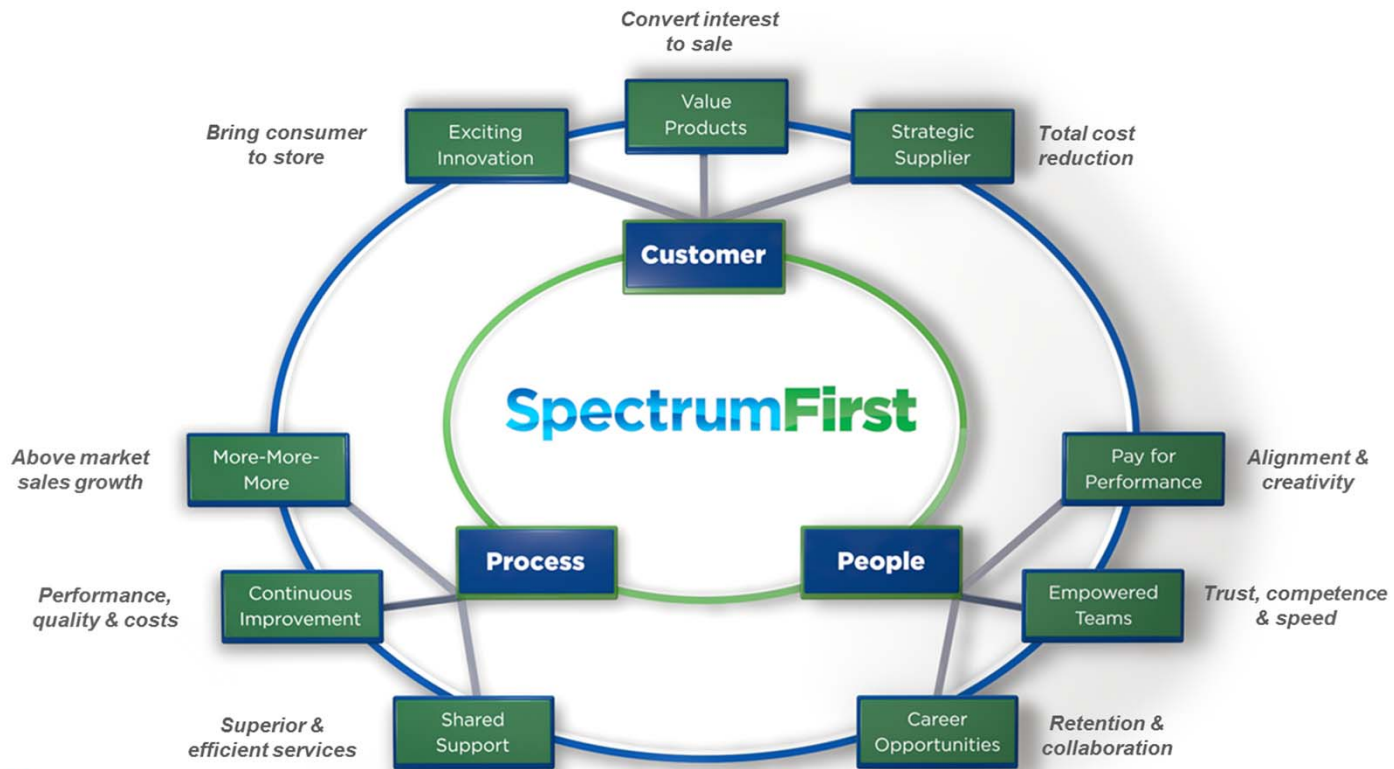 Convert interest
to sale
Value
Products
Bring consumer
to store
Exciting
Innovation
Strategic
Supplier
Total cost
reduction
Customer
SpectrumFirst
Above market
sales growth
More-More-
More
Pay for
Performance
Alignment &
creativity
Process
People
Performance,
quality & costs
Continuous
Improvement
Empowered
Teams
Trust, competence
& speed
Superior &
efficient services
Shared
Support
Career
Opportunities
Retention &
collaboration